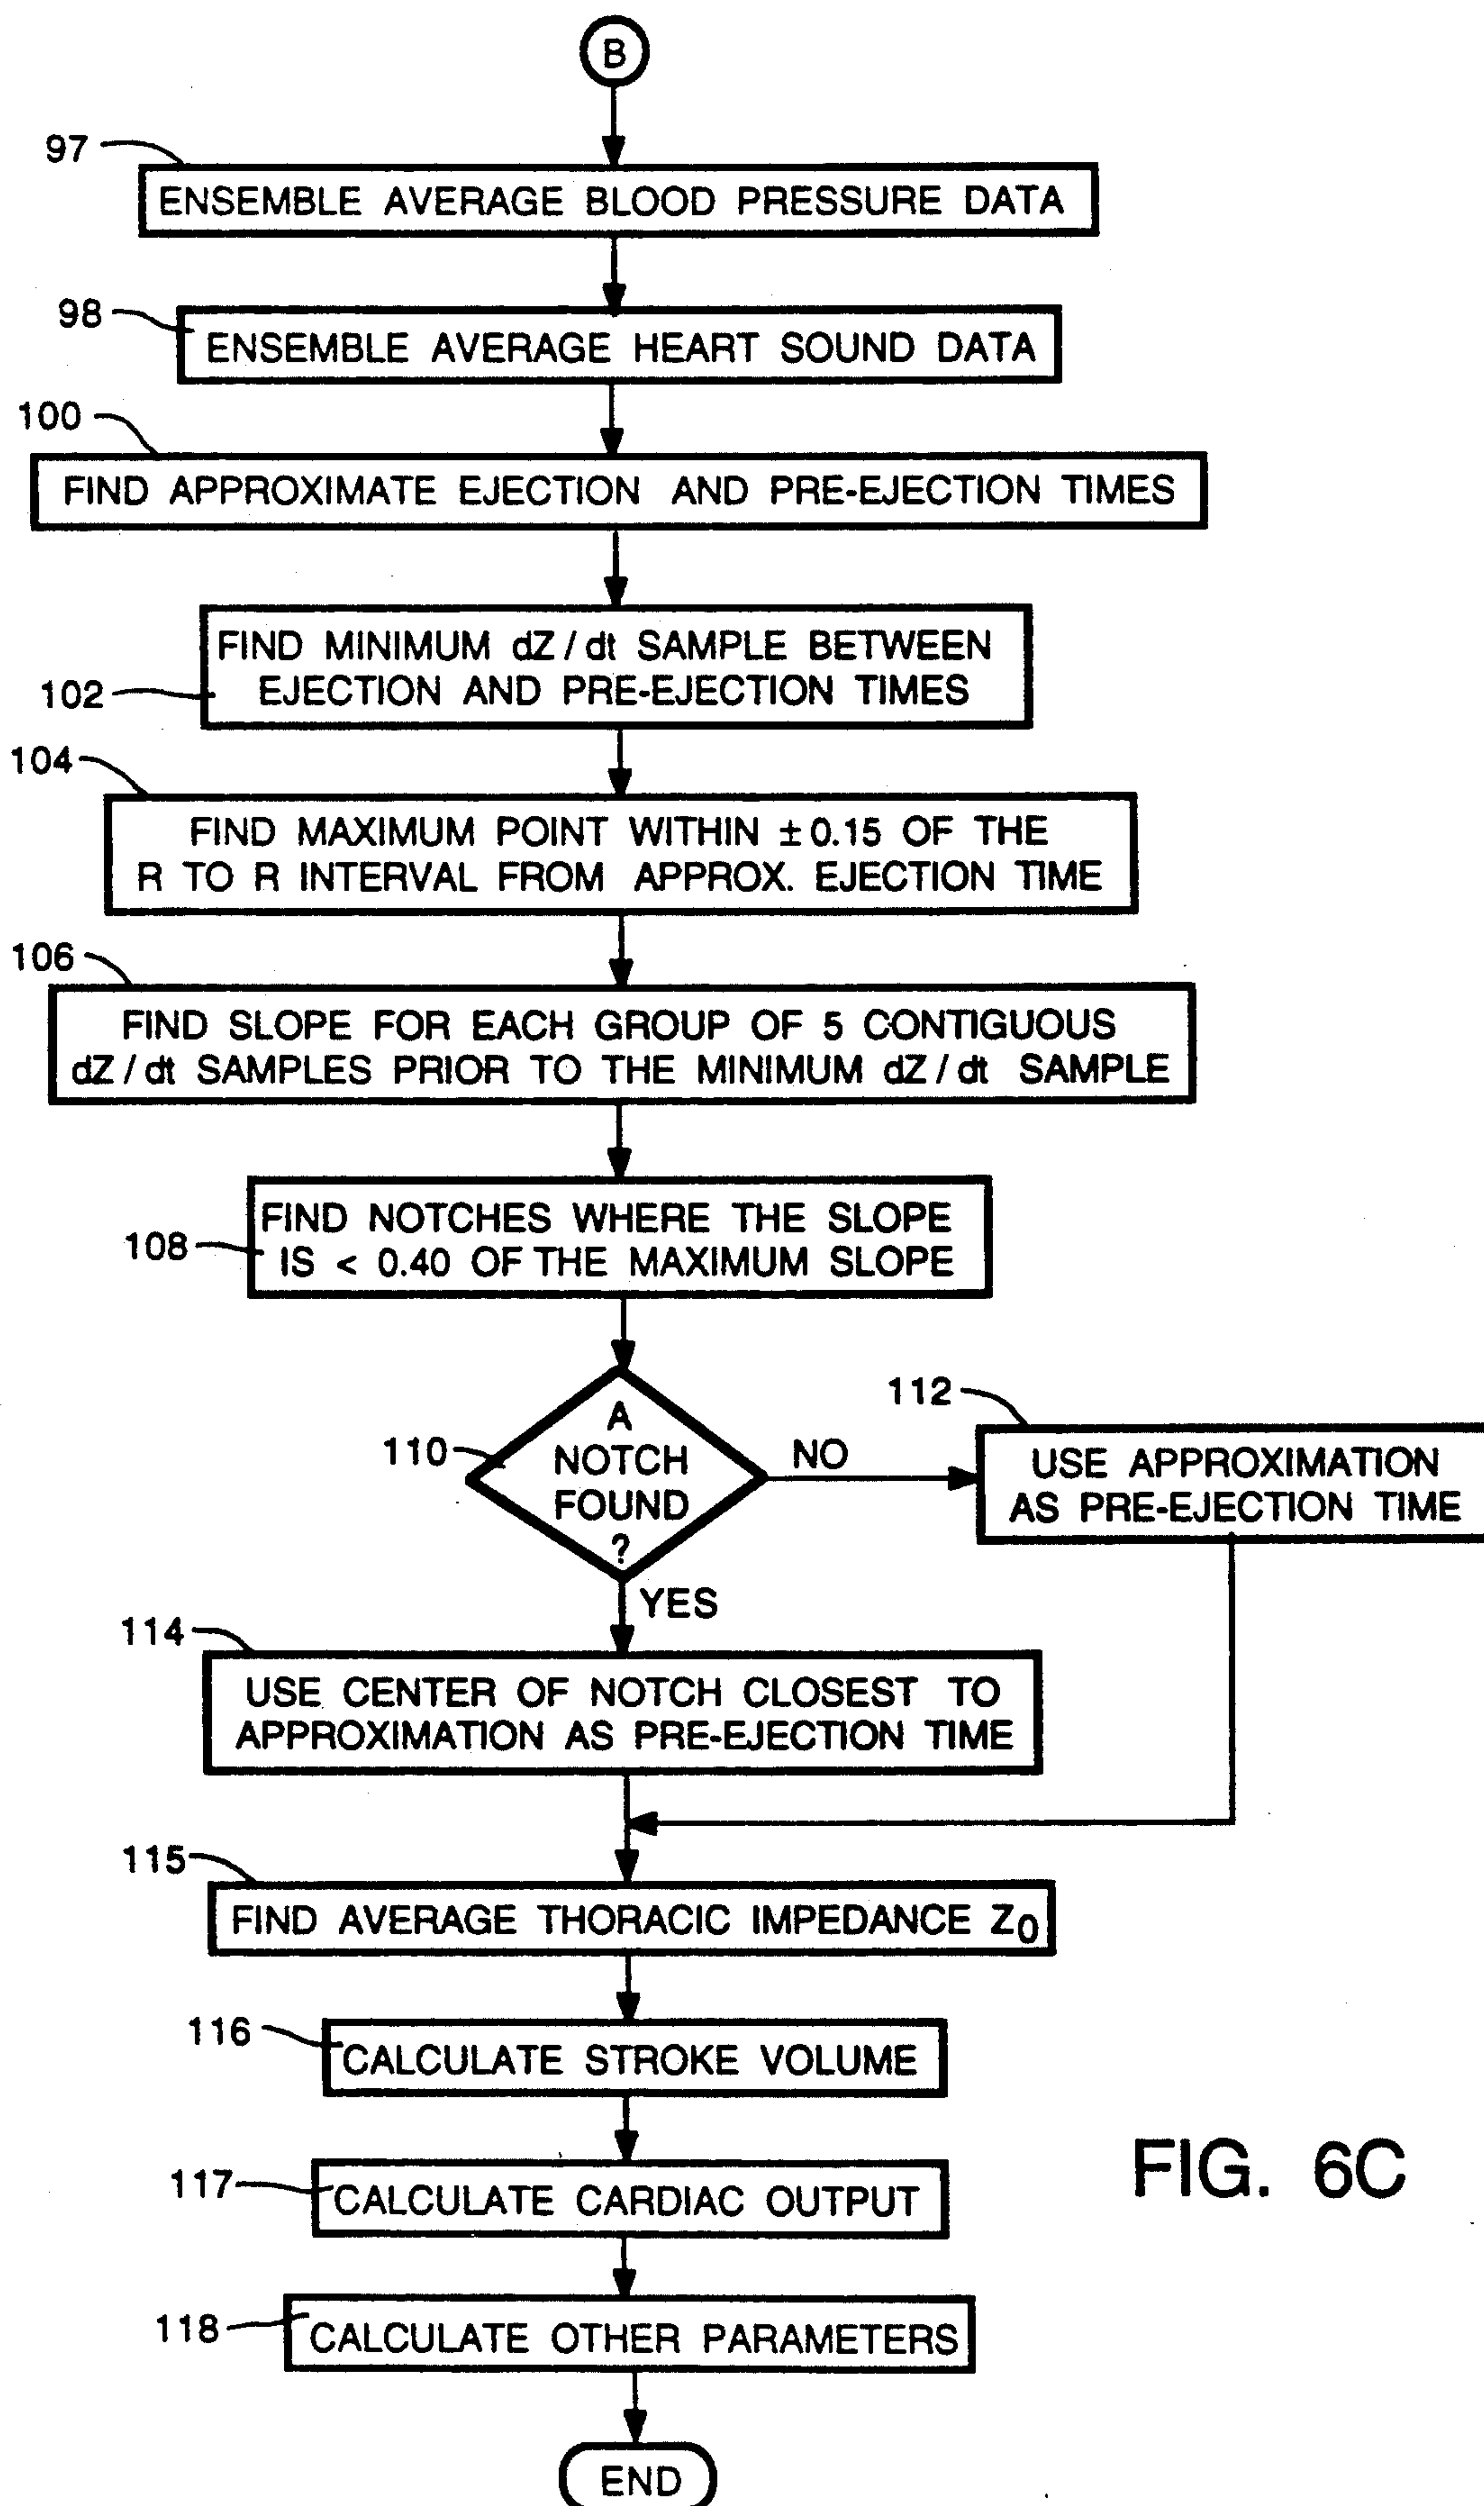 B
97
ENSEMBLE AVERAGE BLOOD PRESSURE DATA
98
ENSEMBLE AVERAGE HEART SOUND DATA
100
FIND APPROXIMATE EJECTION AND PRE-EJECTION TIMES
FIND MINIMUM dZ/dt SAMPLE BETWEEN
102
EJECTION AND PRE-EJECTION TIMES
104
FIND MAXIMUM POINT WITHIN ±0.15 OF THE
R TO R INTERVAL FROM APPROX. EJECTION TIME
106
FIND SLOPE FOR EACH GROUP OF 5 CONTIGUOUS
dZ/dt SAMPLES PRIOR TO THE MINIMUM dZ/dt SAMPLE
108
FIND NOTCHES WHERE THE SLOPE
IS < 0.40 OF THE MAXIMUM SLOPE
110
A
NOTCH
FOUND
?
NO
112
USE APPROXIMATION
AS PRE-EJECTION TIME
YES
114
USE CENTER OF NOTCH CLOSEST TO
APPROXIMATION AS PRE-EJECTION TIME
115
FIND AVERAGE THORACIC IMPEDANCE Z0
116
CALCULATE STROKE VOLUME
117
CALCULATE CARDIAC OUTPUT
FIG. 6C
118
CALCULATE OTHER PARAMETERS
END